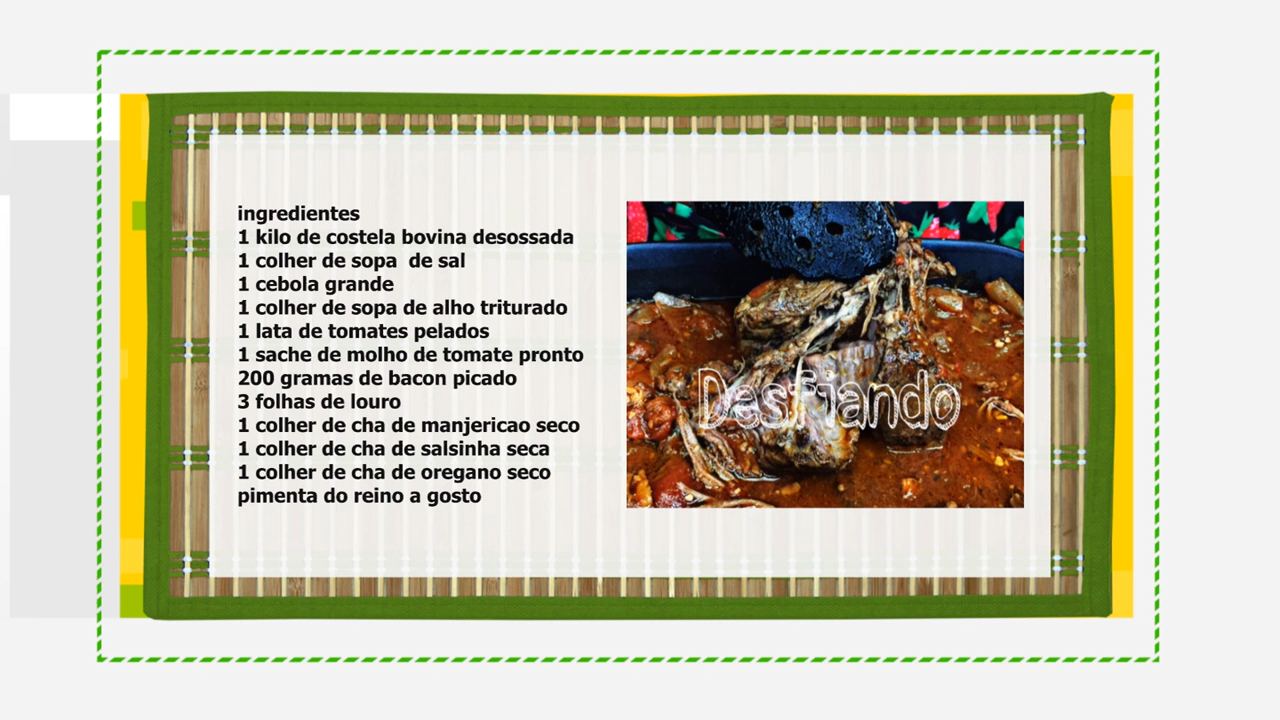 ingredientes
1 kilo de costela bovina desossada
1 colher de sopa  de sal
1 cebola grande
1 colher de sopa de alho triturado
1 lata de tomates pelados
1 sache de molho de tomate pronto
200 gramas de bacon picado
3 folhas de louro
1 colher de cha de manjericao seco
1 colher de cha de salsinha seca
1 colher de cha de oregano seco
pimenta do reino a gosto
Desfiando